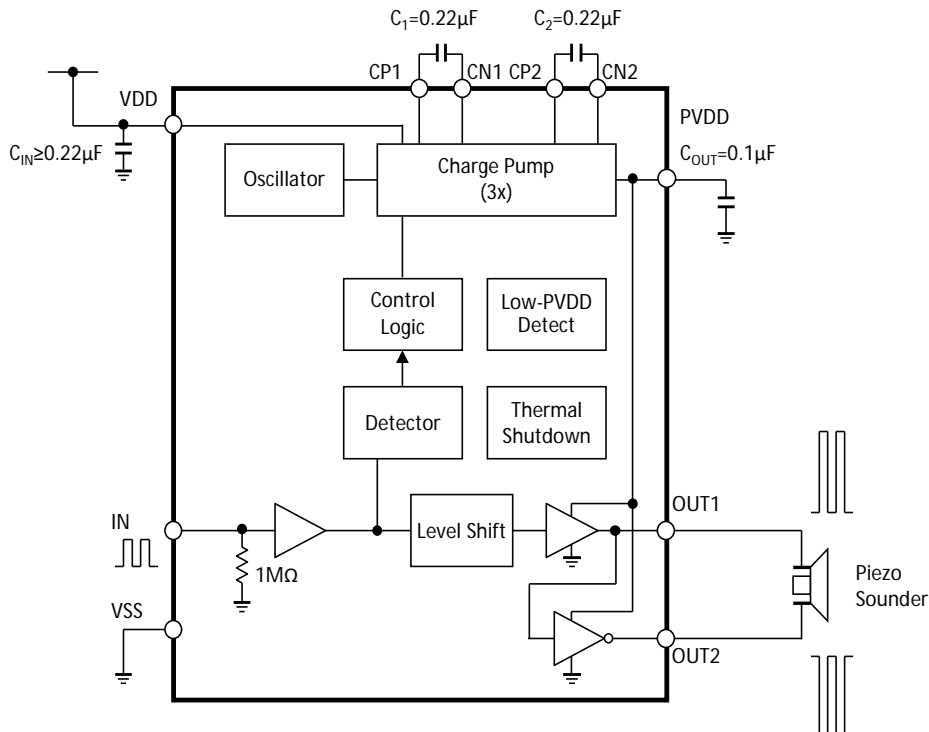 C1=0.22µF
C2=0.22µF
CP1
CN1
CP2
CN2
VDD
PVDD
CIN≥0.22µF
COUT=0.1µF
Oscillator
Charge Pump
(3x)
Control
Logic
Low-PVDD
Detect
Detector
Thermal
Shutdown
IN
OUT1
Level Shift
1MΩ
Piezo
Sounder
VSS
OUT2